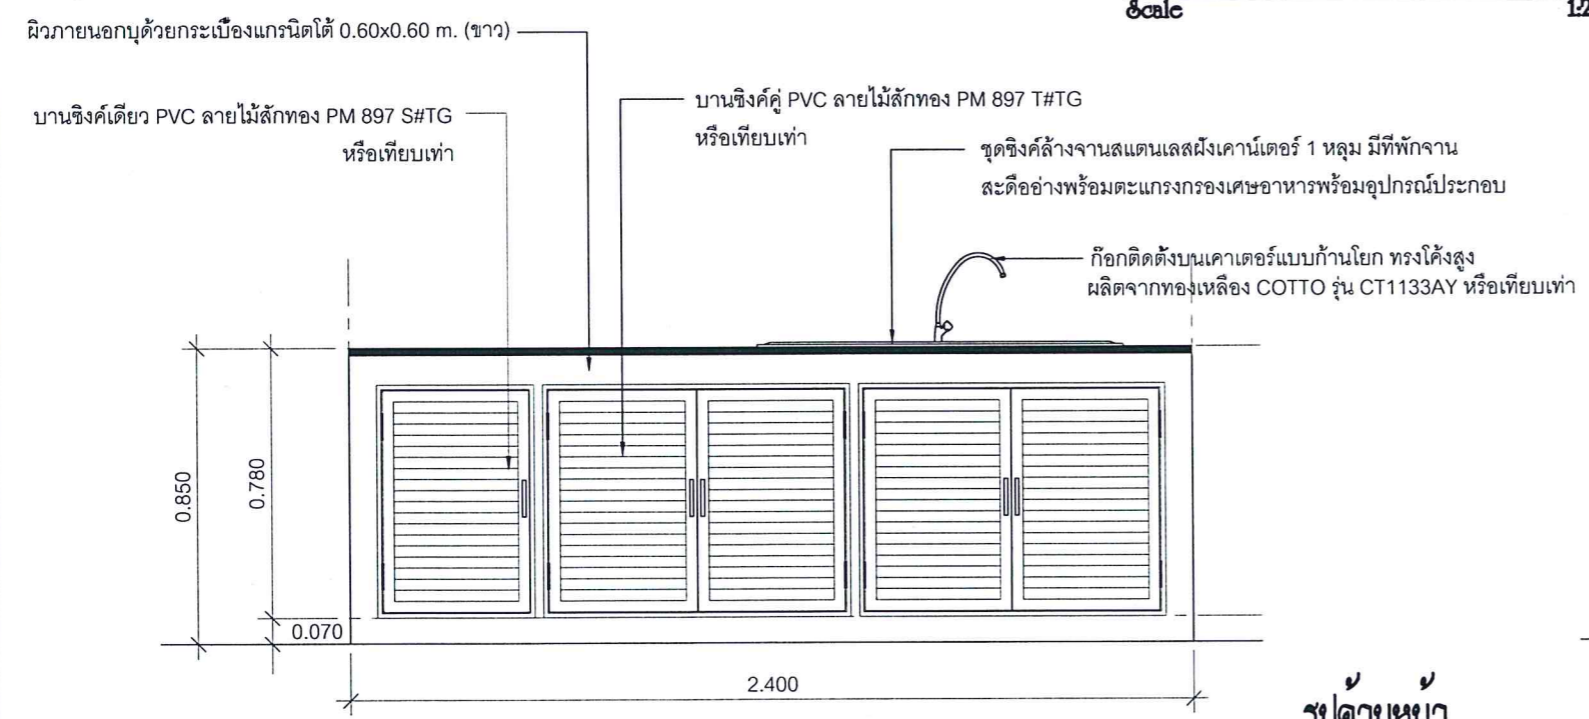 Scale
ผิวภายนอกบุด้วยกระเบื้องแกรนิตโต้ 0.60x0.60 m. (ขาว)
บานซิงค์เดี่ยว PVC ลายไม้สักทอง PM 897 S#TG
หรือเทียบเท่า
บานซิงค์คู่ PVC ลายไม้สักทอง PM 897 T#TG
หรือเทียบเท่า
ชุดซิงค์ล้างจานสแตนเลสฝังเคาน์เตอร์ 1 หลุม มีที่พักจาน
สะดืออ่างพร้อมตะแกรงกรองเศษอาหารพร้อมอุปกรณ์ประกอบ
ก๊อกติดตั้งบนเคาเตอร์แบบก้านโยก ทรงโค้งสูง
ผลิตจากทองเหลือง COTTO รุ่น CT1133AY หรือเทียบเท่า
0.850
0.780
0.070
2.400
รูปด้านหน้า